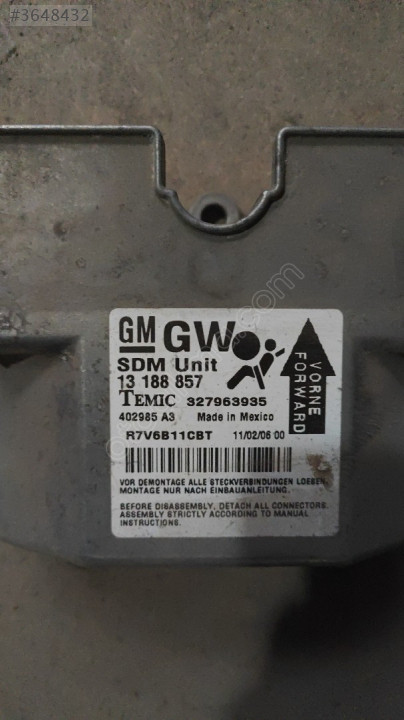 #3648432
GM GW
SDM Unit
13 188 857
TEMIC 327963935
402985 A3 Made in Mexico
R7V6B11CBT 11/02/06 00
VORNE
FORWARD
VOR DEMONTAGE ALLE STECKVERBINDUNGEN LOESEN
MONTAGE NUR NACH EINBAUANLEITUNG.
BEFORE DISASSEMBLY, DETACH ALL CONNECTORS.
ASSEMBLY STRICTLY ACCORDING TO MANUAL
INSTRUCTIONS.